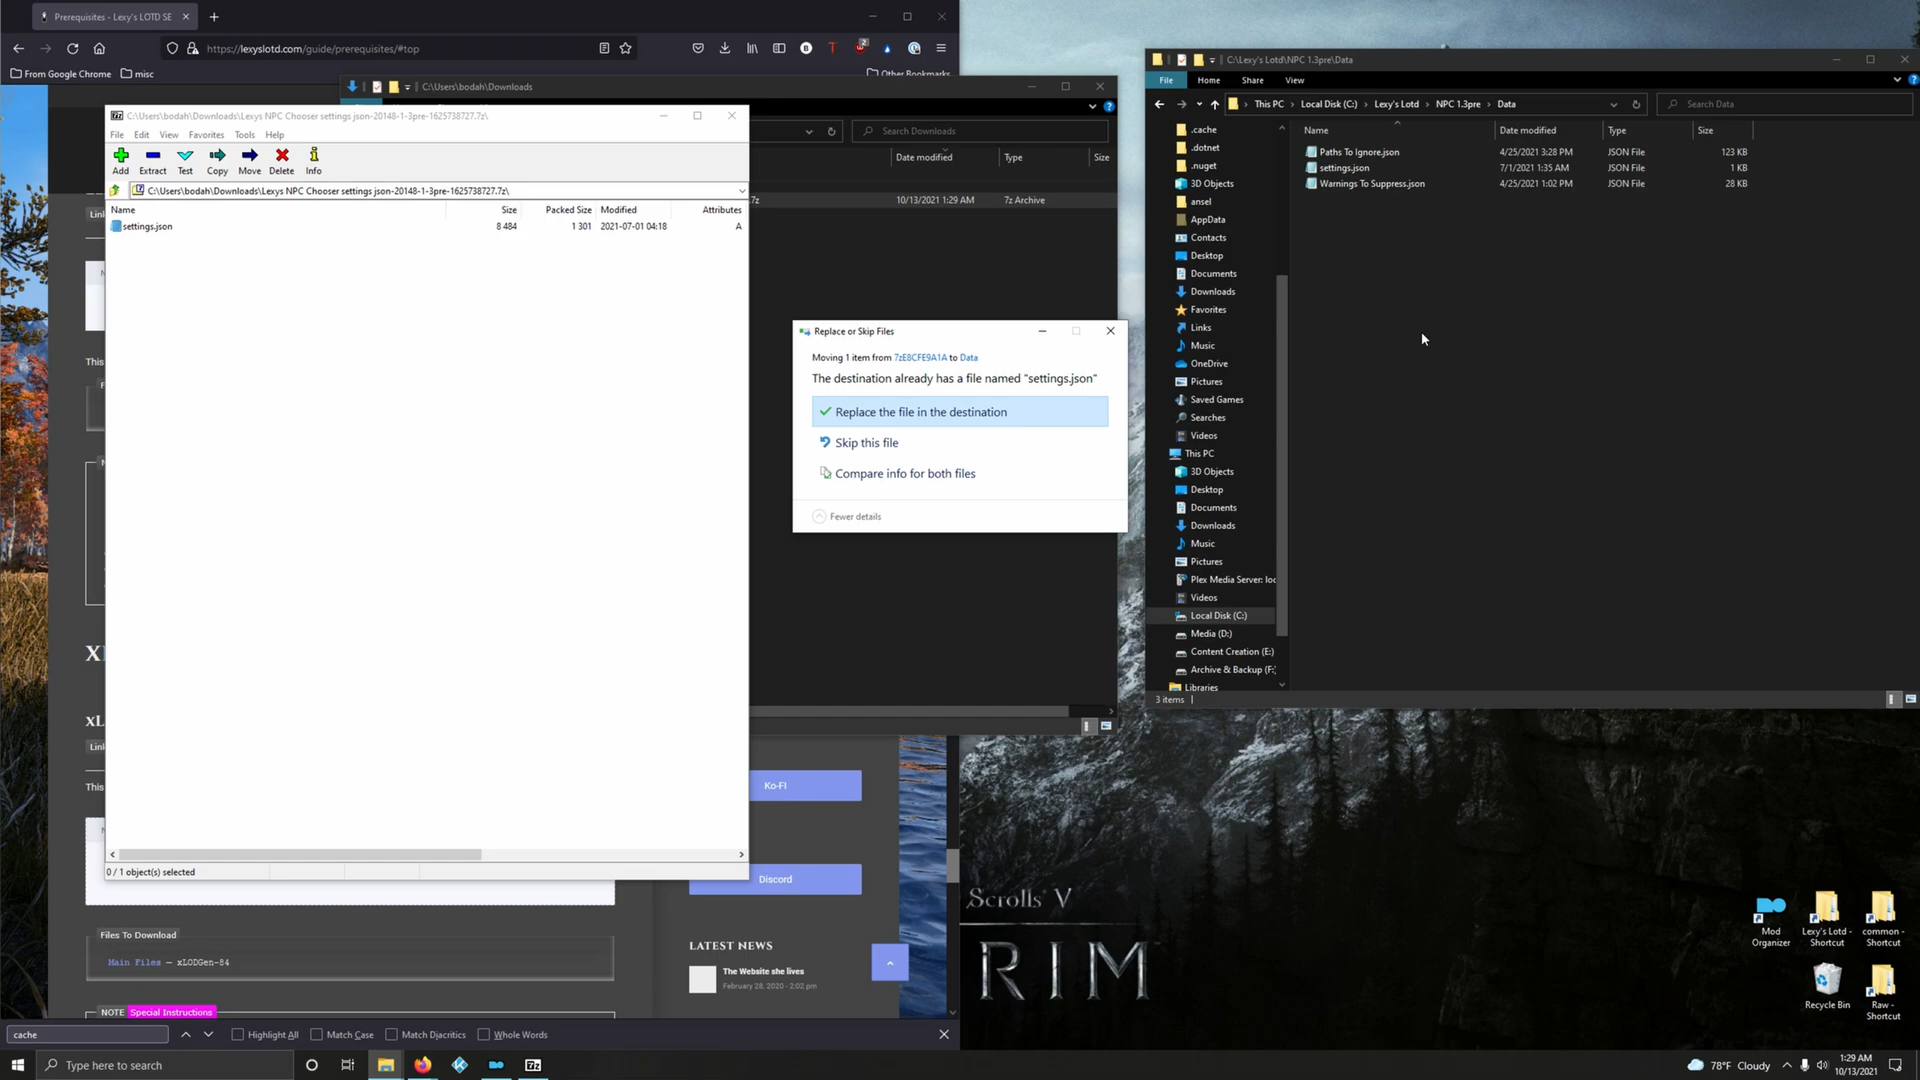 Prerequisites - Lexy's LOTD SE
https://lexyslotd.com/guide/prerequisites/#top
From Google Chrome
misc
Other Bookmarks
C:\Users\bodah\Downloads
Search Downloads
Date modified
Type
Size
.7z
10/13/2021 1:29 AM
7z Archive
C:\Users\bodah\Downloads\Lexys NPC Chooser settings json-20148-1-3pre-1625738727.7z\
File Edit View Favorites Tools Help
Add Extract Test Copy Move Delete Info
C:\Users\bodah\Downloads\Lexys NPC Chooser settings json-20148-1-3pre-1625738727.7z\
Name Size Packed Size Modified Attributes
settings.json 8 484 1 301 2021-07-01 04:18 A
0 / 1 object(s) selected
Replace or Skip Files
Moving 1 item from 7zE8CFE9A1A to Data
The destination already has a file named "settings.json"
Replace the file in the destination
Skip this file
Compare info for both files
Fewer details
C:\Lexy's Lotd\NPC 1.3pre\Data
File Home Share View
This PC > Local Disk (C:) > Lexy's Lotd > NPC 1.3pre > Data
Search Data
Name Date modified Type Size
Paths To Ignore.json 4/25/2021 3:28 PM JSON File 123 KB
settings.json 7/1/2021 1:35 AM JSON File 1 KB
Warnings To Suppress.json 4/25/2021 1:02 PM JSON File 28 KB
.cache
.dotnet
.nuget
3D Objects
ansel
AppData
Contacts
Desktop
Documents
Downloads
Favorites
Links
Music
OneDrive
Pictures
Saved Games
Searches
Videos
This PC
3D Objects
Desktop
Documents
Downloads
Music
Pictures
Plex Media Server: loc
Videos
Local Disk (C:)
Media (D:)
Content Creation (E:)
Archive & Backup (F:
Libraries
3 items
Link
This
xL
Link
This
Ko-FI
Discord
Files To Download
Main Files – xLODGen-84
NOTE Special Instructions
LATEST NEWS
The Website she lives
February 28, 2020 - 2:02 pm
cache
Highlight All
Match Case
Match Diacritics
Whole Words
Scrolls V
RIM
Mod Organizer
Lexy's Lotd - Shortcut
common - Shortcut
Recycle Bin
Raw - Shortcut
Type here to search
78°F Cloudy
1:29 AM
10/13/2021